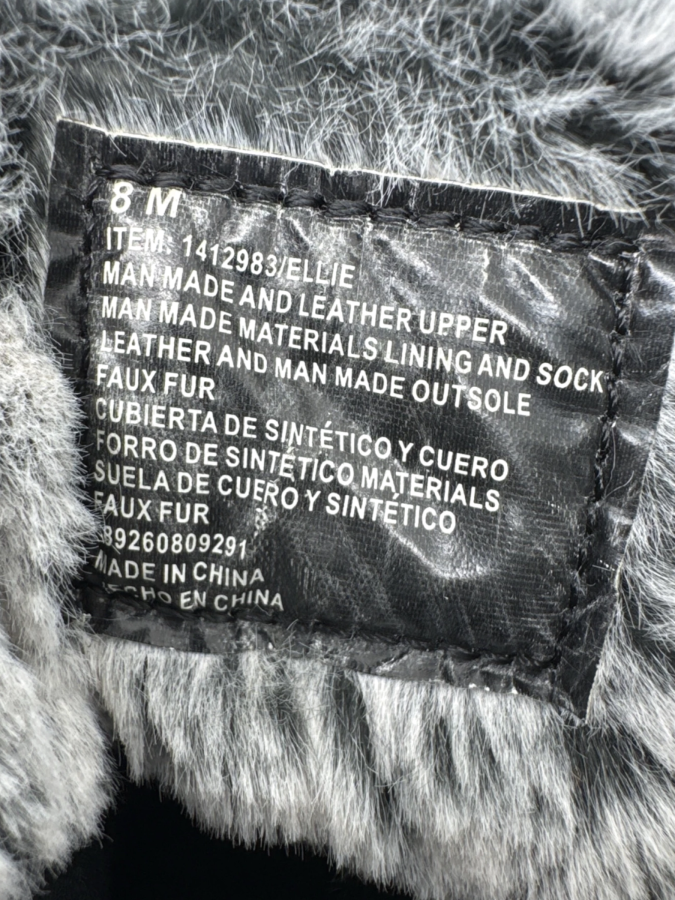 8 M
ITEM: 1412983/ELLIE
MAN MADE AND LEATHER UPPER
MAN MADE MATERIALS LINING AND SOCK
LEATHER AND MAN MADE OUTSOLE
FAUX FUR
CUBIERTA DE SINTÉTICO Y CUERO
FORRO DE SINTÉTICO MATERIALS
SUELA DE CUERO Y SINTÉTICO
FAUX FUR
89260809291
MADE IN CHINA
HECHO EN CHINA